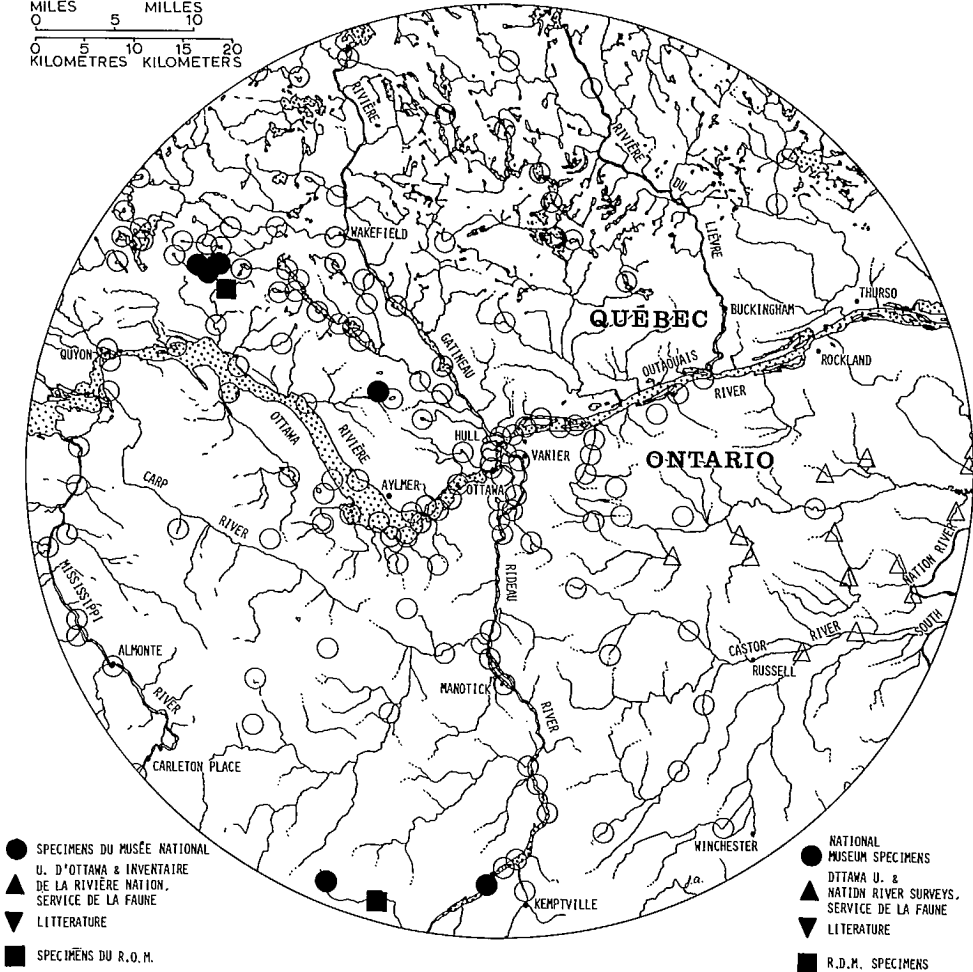 MILES MILLES
0 5 10
0 5 10 15 20
KILOMÈTRES KILOMETERS
RIVIÈRE
RIVIÈRE
DU
LIÈVRE
WAKEFIELD
THURSO
BUCKINGHAM
QUÉBEC
QUYON
GATINEAU
OUTAOUAIS
RIVER
ROCKLAND
OTTAWA
RIVIÈRE
HULL
VANIER
ONTARIO
CARP
RIVER
AYLMER
OTTAWA
MISSISSIPPI
RIVER
RIDEAU
RIVER
NATION RIVER
SOUTH
CASTOR
RIVER
RUSSELL
ALMONTE
MANOTICK
CARLETON PLACE
WINCHESTER
KEMPTVILLE
J.a.
SPECIMENS DU MUSÉE NATIONAL
U. D'OTTAWA & INVENTAIRE
DE LA RIVIÈRE NATION,
SERVICE DE LA FAUNE
LITTERATURE
SPECIMENS DU R.O.M.
NATIONAL
MUSEUM SPECIMENS
OTTAWA U. &
NATION RIVER SURVEYS,
SERVICE DE LA FAUNE
LITERATURE
R.O.M. SPECIMENS